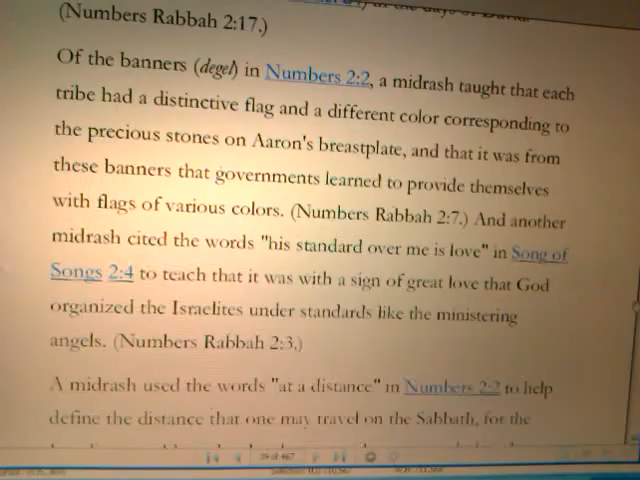 (Numbers Rabbah 2:17.)
Of the banners (degel) in Numbers 2:2, a midrash taught that each
tribe had a distinctive flag and a different color corresponding to
the precious stones on Aaron's breastplate, and that it was from
these banners that governments learned to provide themselves
with flags of various colors. (Numbers Rabbah 2:7.) And another
midrash cited the words "his standard over me is love" in Song of
Songs 2:4 to teach that it was with a sign of great love that God
organized the Israelites under standards like the ministering
angels. (Numbers Rabbah 2:3.)
A midrash used the words "at a distance" in Numbers 2:2 to help
define the distance that one may travel on the Sabbath, for the
39 of 467